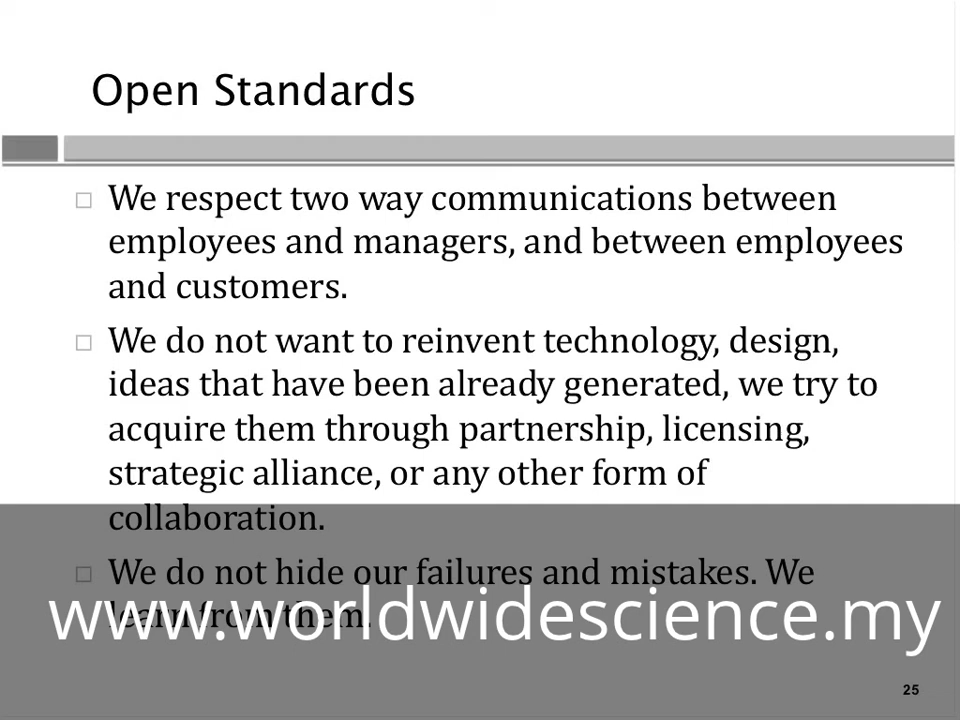 Open Standards
We respect two way communications between
employees and managers, and between employees
and customers.
We do not want to reinvent technology, design,
ideas that have been already generated, we try to
acquire them through partnership, licensing,
strategic alliance, or any other form of
collaboration.
We do not hide our failures and mistakes. We
learn from them.
www.worldwidescience.my
25